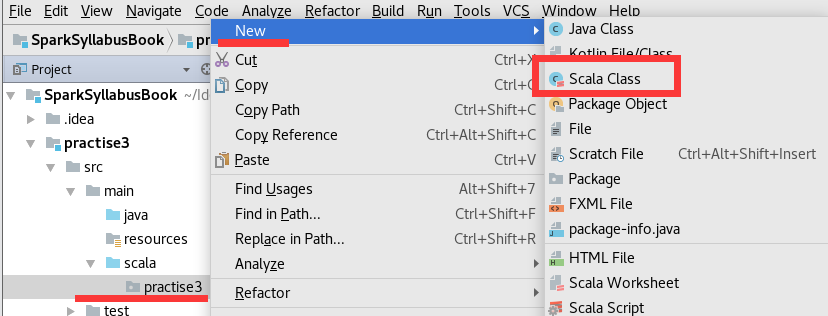 File Edit View Navigate Code Analyze Refactor Build Run Tools VCS Window Help
SparkSyllabusBook
Project
SparkSyllabusBook ~/Id
.idea
practise3
src
main
java
resources
scala
practise3
test
New
Cut
Copy
Copy Path Ctrl+Shift+C
Copy Reference Ctrl+Alt+Shift+C
Paste Ctrl+V
Find Usages Alt+Shift+7
Find in Path... Ctrl+Shift+F
Replace in Path... Ctrl+Shift+R
Analyze
Refactor
Java Class
Kotlin File/Class
Scala Class
Package Object
File
Scratch File Ctrl+Alt+Shift+Insert
Package
FXML File
package-info.java
HTML File
Scala Worksheet
Scala Script